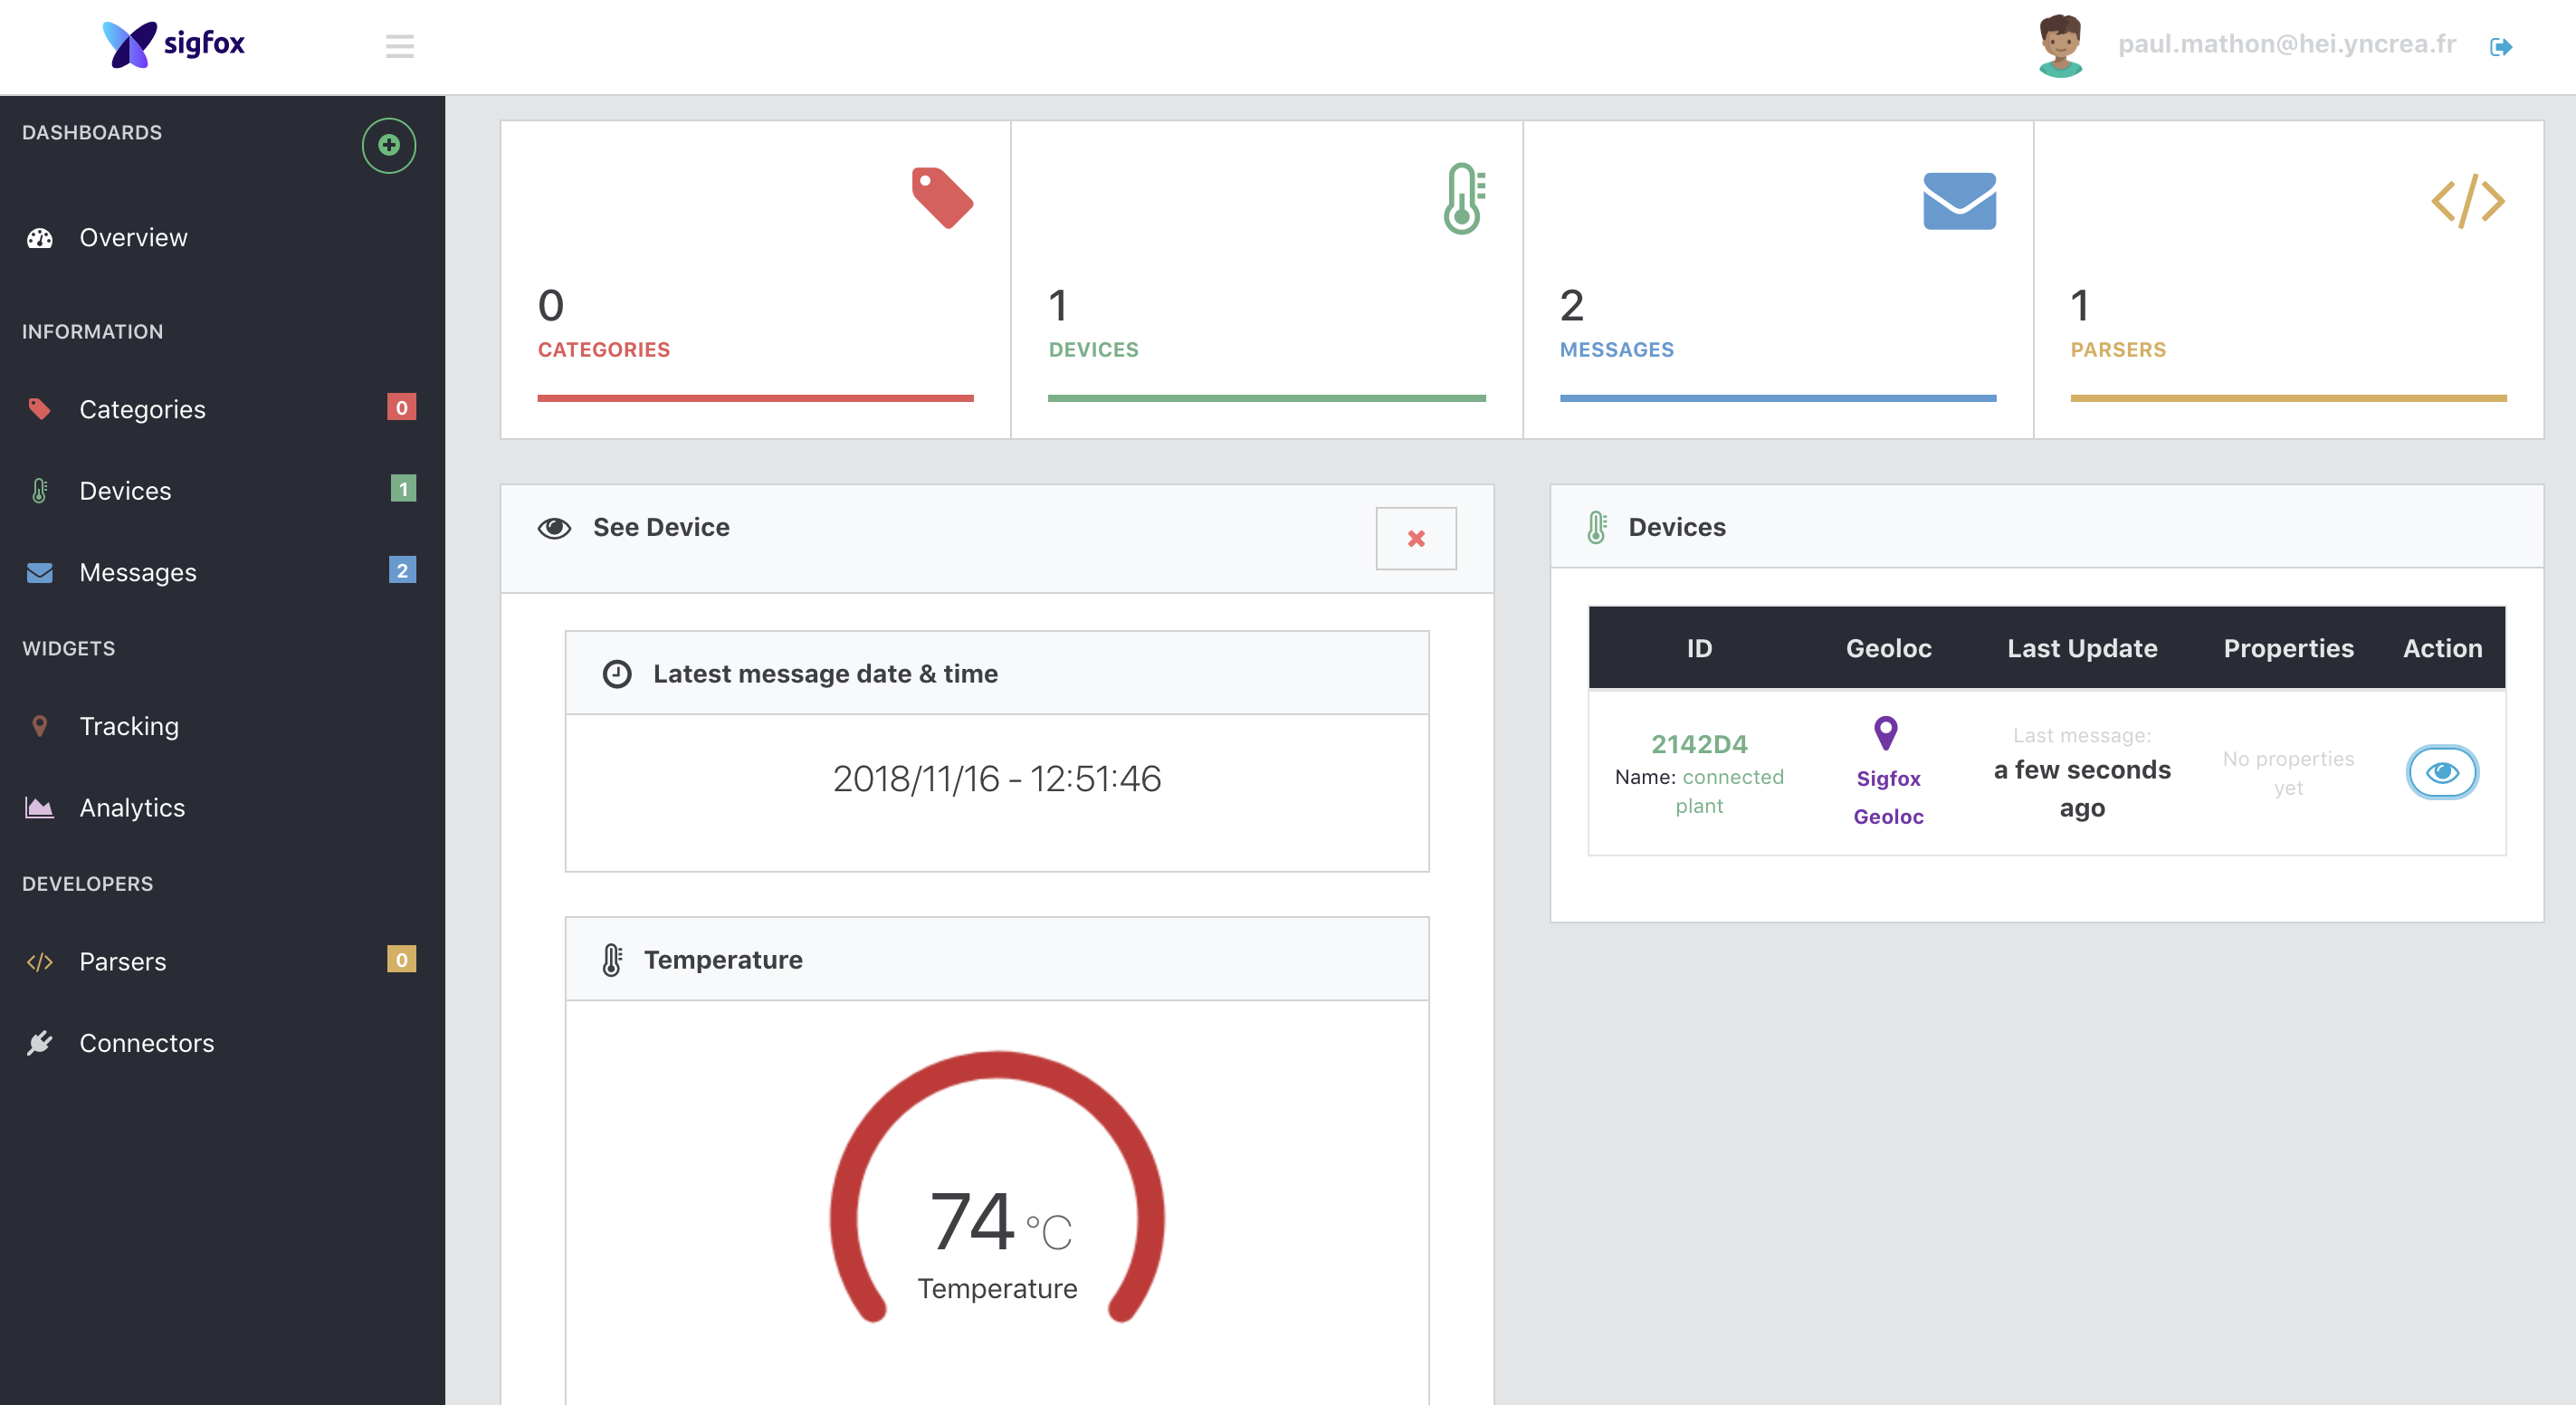 sigfox
paul.mathon@hei.yncrea.fr
DASHBOARDS
Overview
INFORMATION
Categories 0
Devices 1
Messages 2
WIDGETS
Tracking
Analytics
DEVELOPERS
Parsers 0
Connectors
0
CATEGORIES
1
DEVICES
2
MESSAGES
1
PARSERS
See Device
Latest message date & time
2018/11/16 - 12:51:46
Temperature
74 °C
Temperature
Devices
ID Geoloc Last Update Properties Action
2142D4
Name: connected
plant
Sigfox
Geoloc
Last message:
a few seconds
ago
No properties
yet